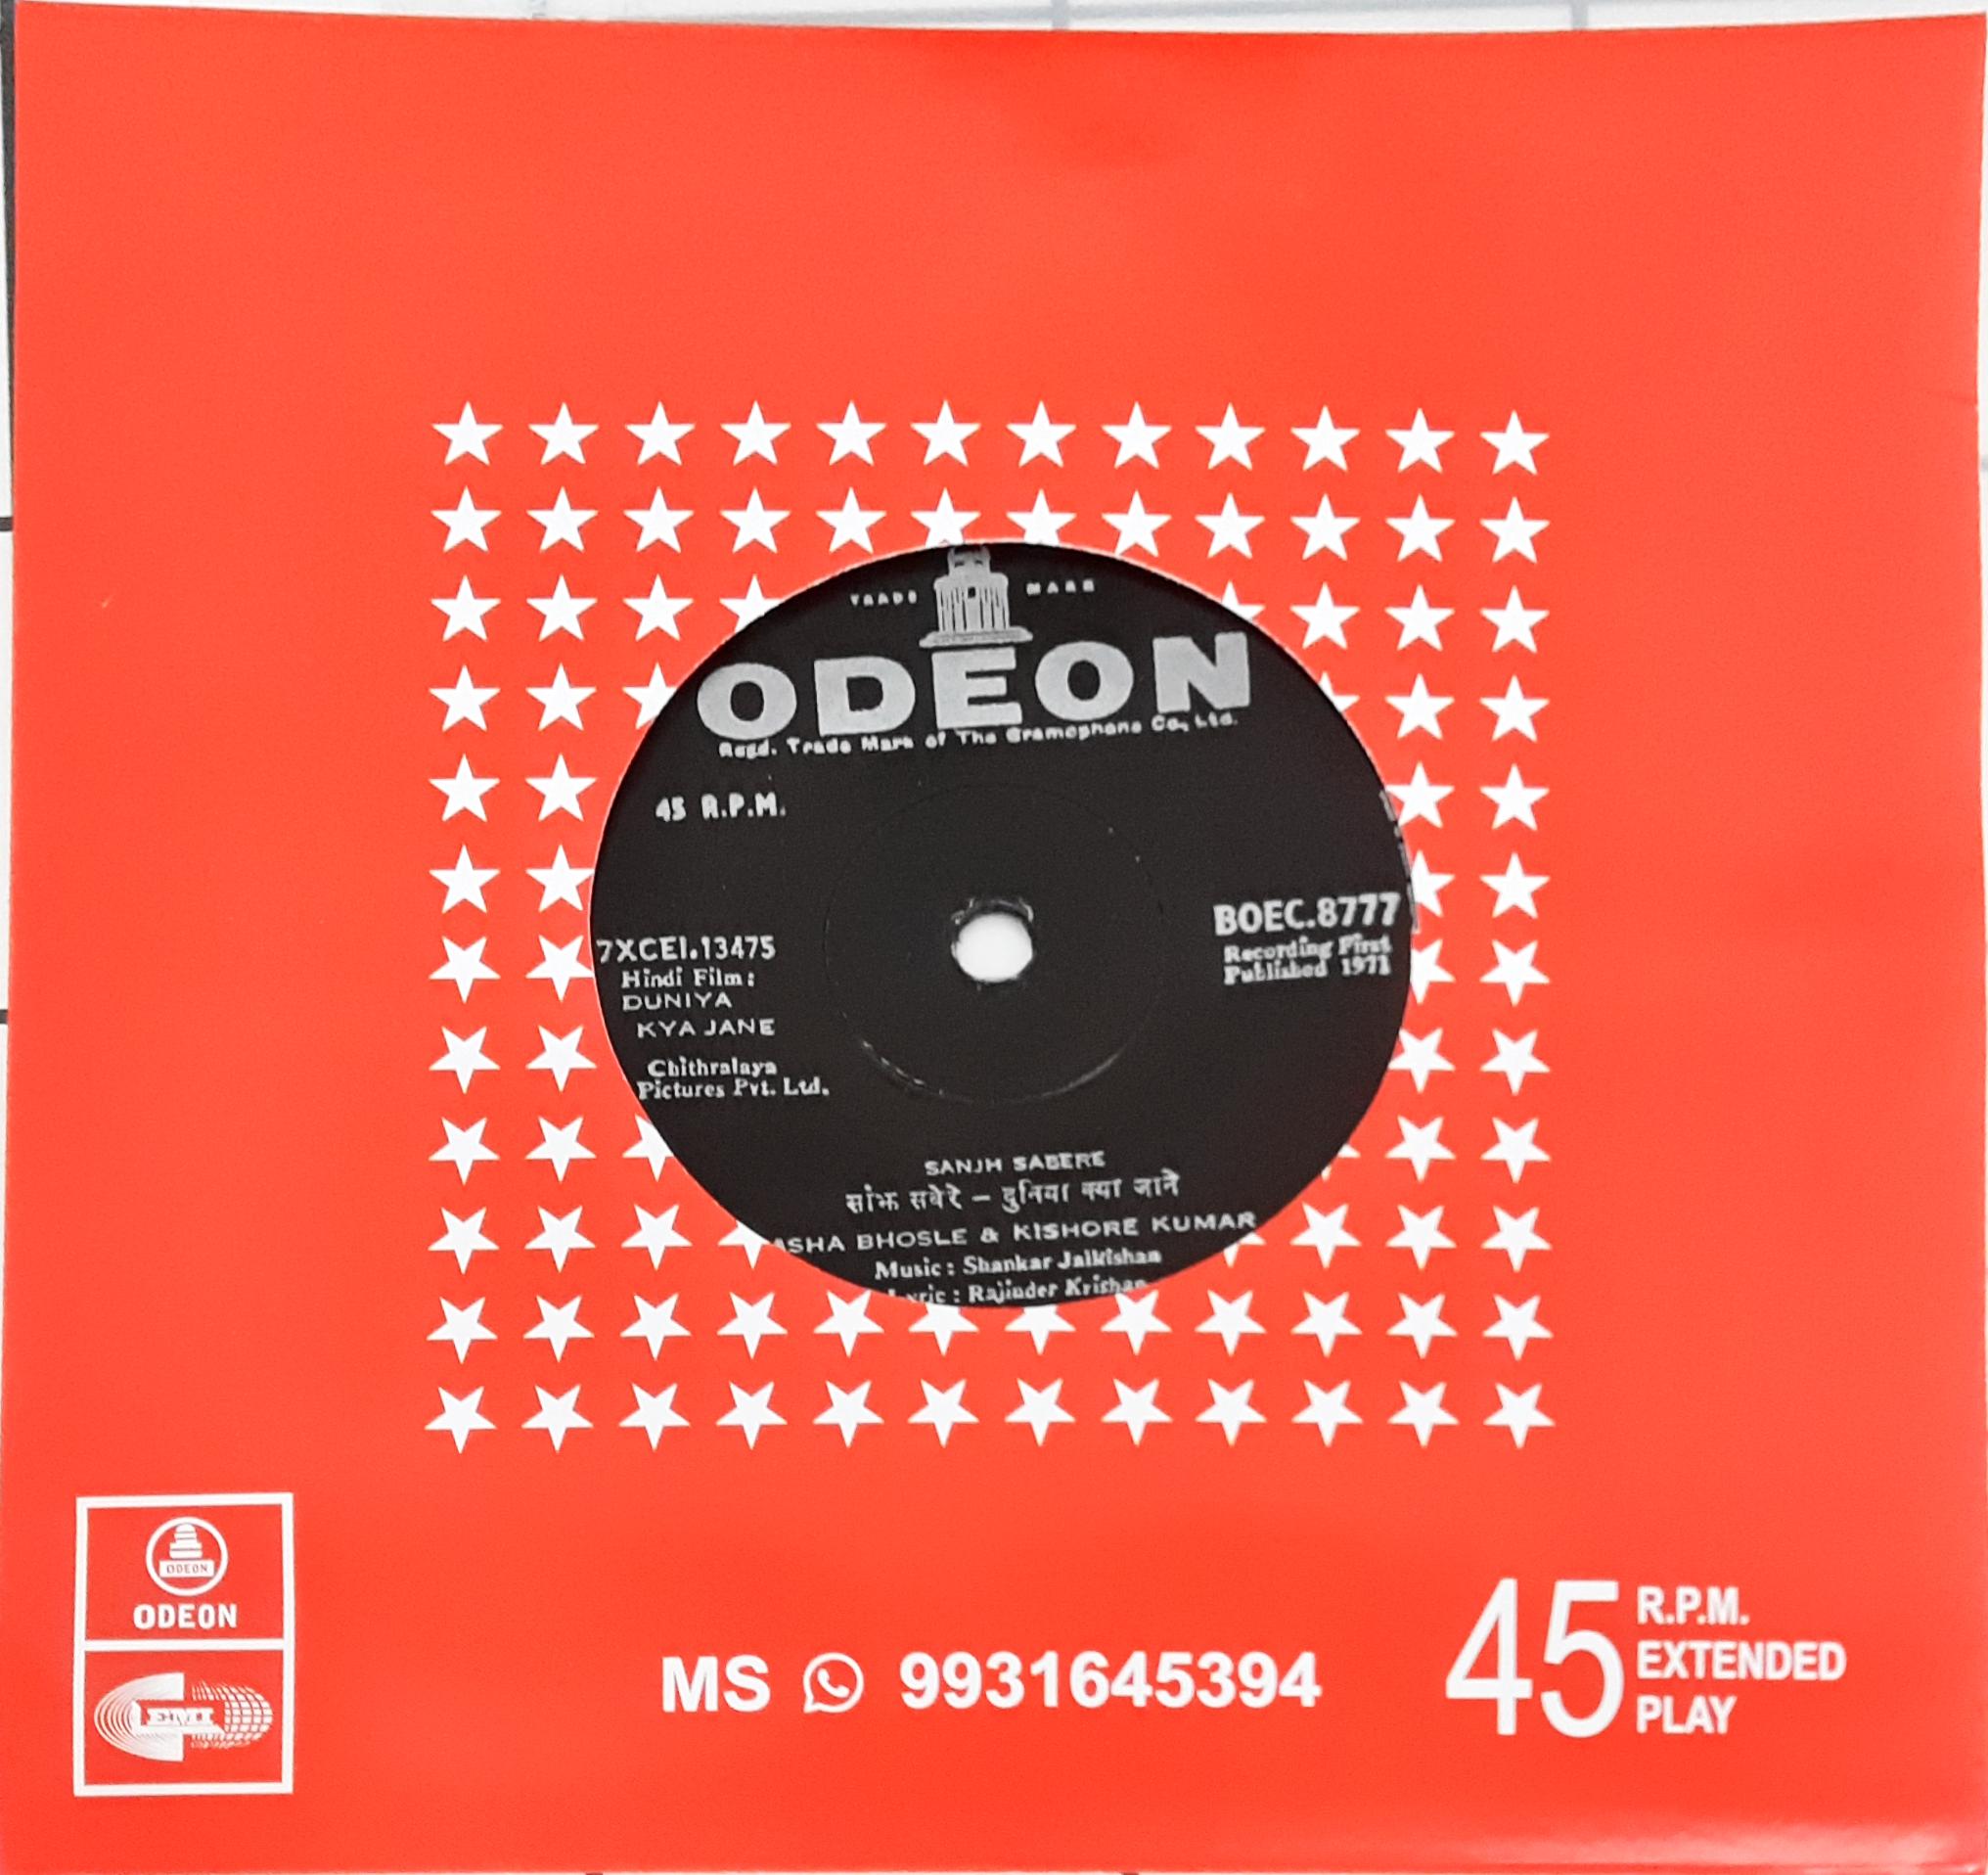 TRADE MARK
ODEON
Regd. Trade Mark of The Gramophone Co., Ltd.
45 R.P.M.
BOEC.8777
Recording First
Published 1971
7XCEI.13475
Hindi Film:
DUNIYA
KYA JANE
Chithralaya
Pictures Pvt. Ltd.
SANJH SABERE
सांझ सवेरे – दुनिया क्या जाने
ASHA BHOSLE & KISHORE KUMAR
Music: Shankar Jaikishan
Lyric: Rajinder Krishan
ODEON
ODEON
EMI
MS 9931645394
45 R.P.M.
EXTENDED
PLAY